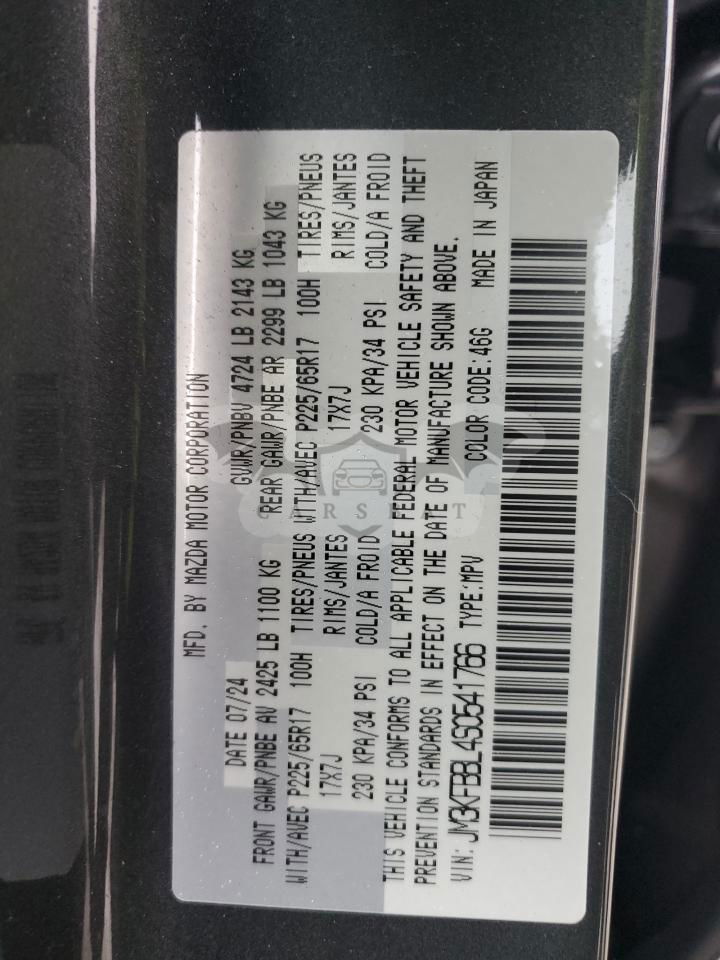 MFD. BY MAZDA MOTOR CORPORATION
DATE 07/24 GVWR/PNBV 4724 LB 2143 KG
FRONT GAWR/PNBE AV 2425 LB 1100 KG REAR GAWR/PNBE AR 2299 LB 1043 KG
WITH/AVEC P225/65R17 100H TIRES/PNEUS WITH/AVEC P225/65R17 100H TIRES/PNEUS
17X7J RIMS/JANTES 17X7J RIMS/JANTES
230 KPA/34 PSI COLD/A FROID 230 KPA/34 PSI COLD/A FROID
THIS VEHICLE CONFORMS TO ALL APPLICABLE FEDERAL MOTOR VEHICLE SAFETY AND THEFT
PREVENTION STANDARDS IN EFFECT ON THE DATE OF MANUFACTURE SHOWN ABOVE.
VIN: JM3KFBBL4S0541766 TYPE:MPV COLOR CODE:46G MADE IN JAPAN